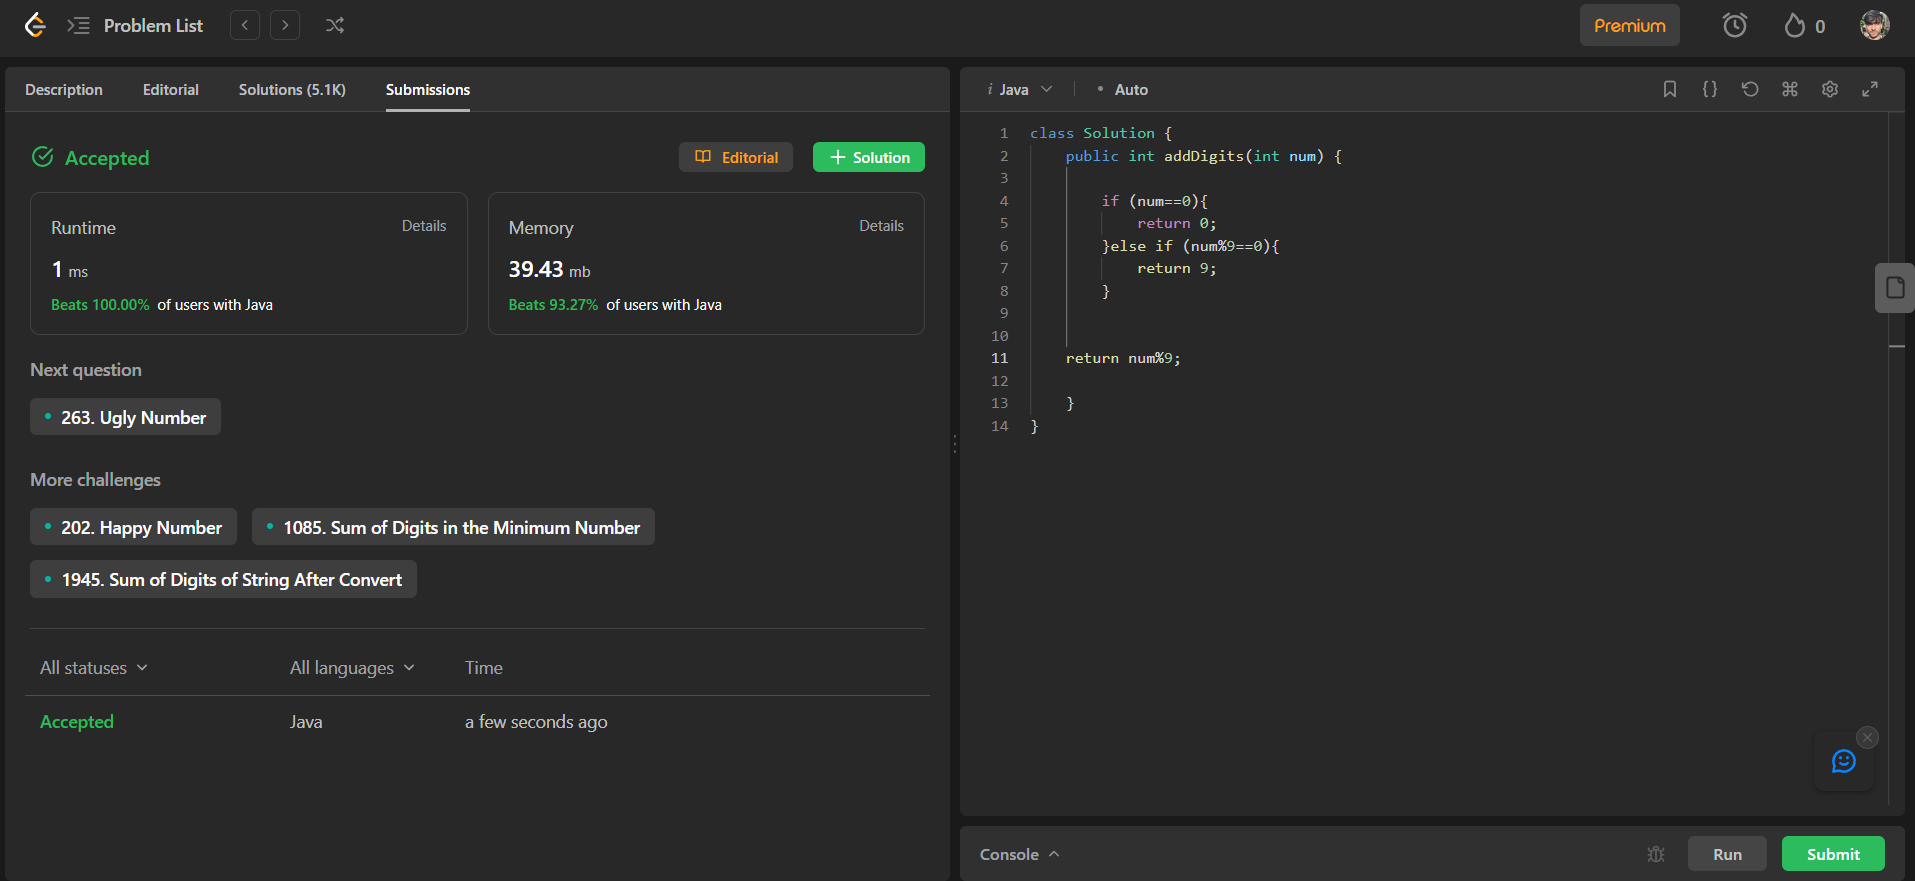 Problem List
Premium
0
Description Editorial Solutions (5.1K) Submissions
Accepted
Editorial
Solution
Runtime Details
1 ms
Beats 100.00% of users with Java
Memory Details
39.43 mb
Beats 93.27% of users with Java
Next question
263. Ugly Number
More challenges
202. Happy Number 1085. Sum of Digits in the Minimum Number
1945. Sum of Digits of String After Convert
All statuses All languages Time
Accepted Java a few seconds ago
i Java • Auto
1 class Solution {
2 public int addDigits(int num) {
3
4 if (num==0){
5 return 0;
6 }else if (num%9==0){
7 return 9;
8 }
9
10
11 return num%9;
12
13 }
14 }
Console
Run
Submit